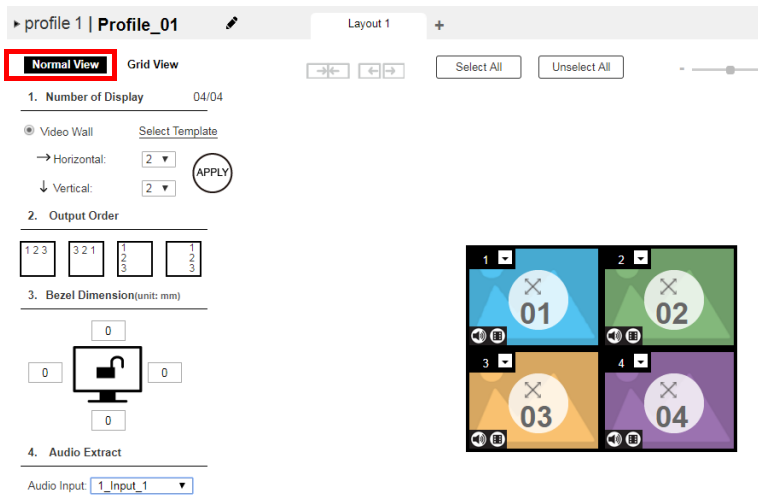 profile 1 | Profile_01
Layout 1
+
Normal View
Grid View
Select All
Unselect All
1. Number of Display 04/04
Video Wall
Select Template
Horizontal: 2
APPLY
Vertical: 2
2. Output Order
1 2 3
3 2 1
1
2
3
1
2
3
3. Bezel Dimension(unit: mm)
0
0
0
0
4. Audio Extract
Audio Input: 1_Input_1
1
01
2
02
3
03
4
04